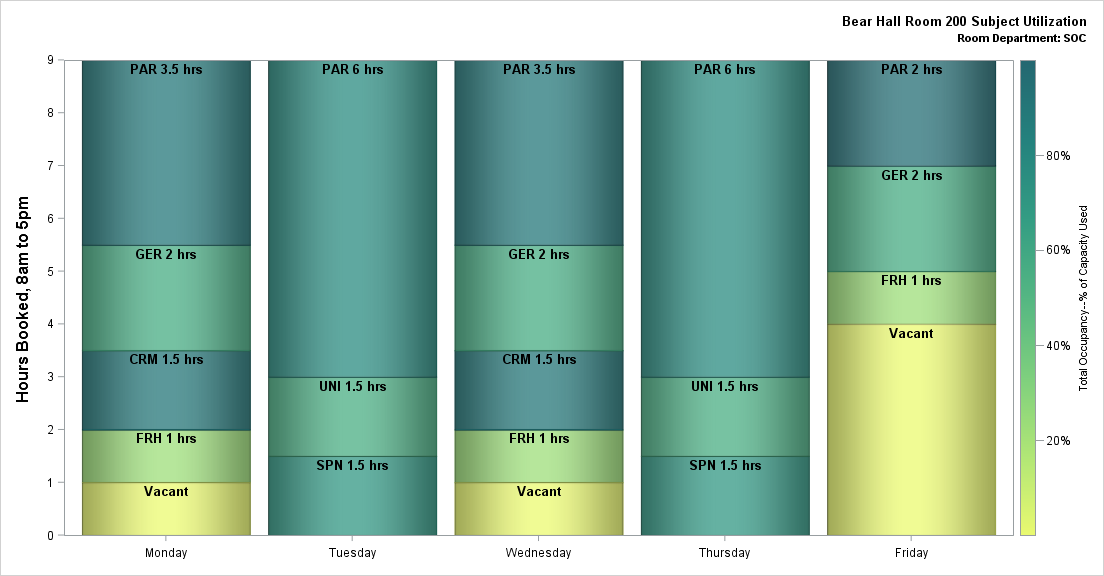 Bear Hall Room 200 Subject Utilization
Room Department: SOC
Hours Booked, 8am to 5pm
9
8
7
6
5
4
3
2
1
0
PAR 3.5 hrs
GER 2 hrs
CRM 1.5 hrs
FRH 1 hrs
Vacant
PAR 6 hrs
UNI 1.5 hrs
SPN 1.5 hrs
PAR 3.5 hrs
GER 2 hrs
CRM 1.5 hrs
FRH 1 hrs
Vacant
PAR 6 hrs
UNI 1.5 hrs
SPN 1.5 hrs
PAR 2 hrs
GER 2 hrs
FRH 1 hrs
Vacant
Monday
Tuesday
Wednesday
Thursday
Friday
80%
60%
40%
20%
Total Occupancy--% of Capacity Used